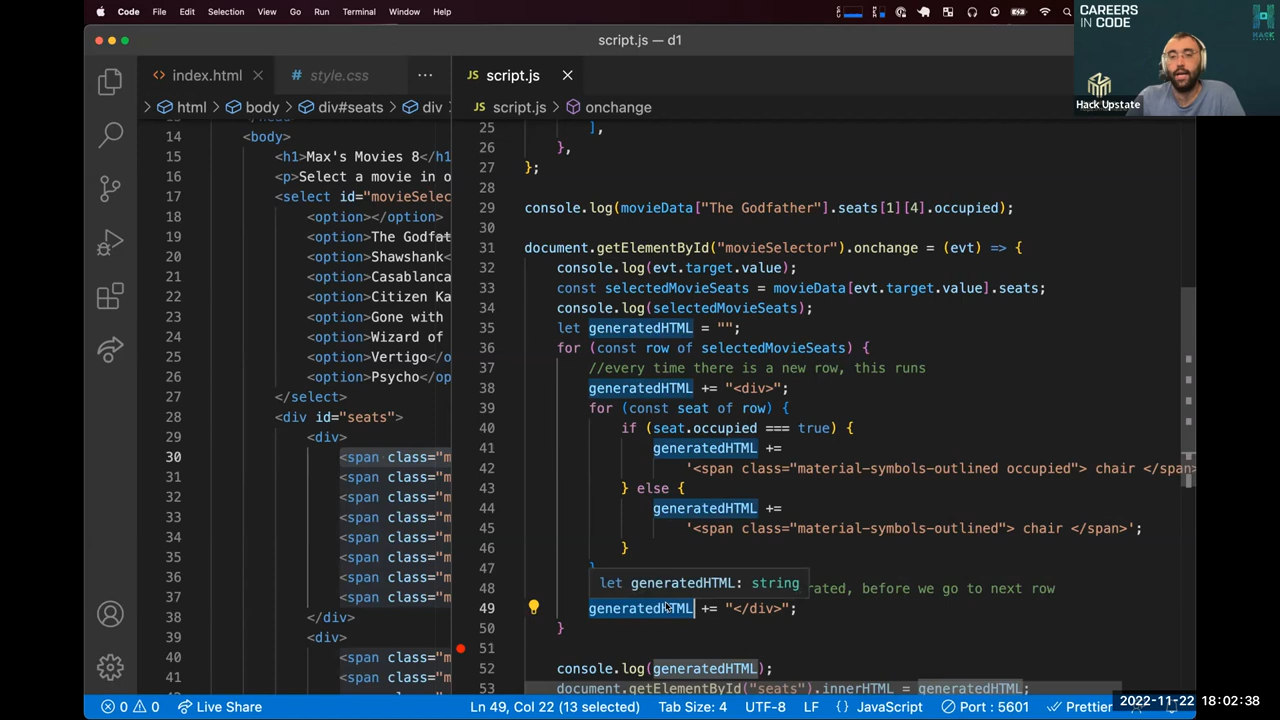 Code File Edit Selection View Go Run Terminal Window Help
script.js — d1
CAREERS
IN CODE
HACK
UPSTATE
Hack Upstate
index.html
style.css
script.js
html > body > div#seats > div
script.js > onchange
14 <body>
15 <h1>Max's Movies 8</h1
16 <p>Select a movie in o
17 <select id="movieSelec
18 <option></option>
19 <option>The Godfat
20 <option>Shawshank<
21 <option>Casablanca
22 <option>Citizen Ka
23 <option>Gone with
24 <option>Wizard of
25 <option>Vertigo</o
26 <option>Psycho</op
27 </select>
28 <div id="seats">
29 <div>
30 <span class="m
31 <span class="m
32 <span class="m
33 <span class="m
34 <span class="m
35 <span class="m
36 <span class="m
37 <span class="m
38 </div>
39 <div>
40 <span class="m
41 <span class="m
25 ],
26 },
27 };
28
29 console.log(movieData["The Godfather"].seats[1][4].occupied);
30
31 document.getElementById("movieSelector").onchange = (evt) => {
32 console.log(evt.target.value);
33 const selectedMovieSeats = movieData[evt.target.value].seats;
34 console.log(selectedMovieSeats);
35 let generatedHTML = "";
36 for (const row of selectedMovieSeats) {
37 //every time there is a new row, this runs
38 generatedHTML += "<div>";
39 for (const seat of row) {
40 if (seat.occupied === true) {
41 generatedHTML +=
42 '<span class="material-symbols-outlined occupied"> chair </span>
43 } else {
44 generatedHTML +=
45 '<span class="material-symbols-outlined"> chair </span>';
46 }
47 }
let generatedHTML: string
48 rated, before we go to next row
49 generatedHTML += "</div>";
50 }
51
52 console.log(generatedHTML);
53 document.getElementById("seats").innerHTML = generatedHTML;
0 0 Live Share Ln 49, Col 22 (13 selected) Tab Size: 4 UTF-8 LF JavaScript Port : 5601 Prettier
2022-11-22 18:02:38